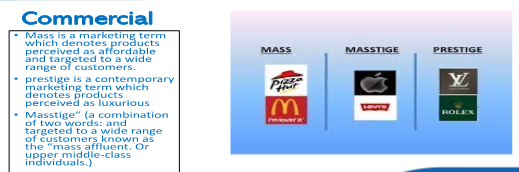 Commercial
• Mass is a marketing term
which denotes products
perceived as affordable
and targeted to a wide
range of customers.
• prestige is a contemporary
marketing term which
denotes products
perceived as luxurious
• Masstige” (a combination
of two words: and
targeted to a wide range
of customers known as
the “mass affluent. Or
upper middle-class
individuals.)
MASS MASSTIGE PRESTIGE
Pizza
Hut
LV
LOUIS VUITTON
M
i'm lovin' it
LEVI'S
ROLEX